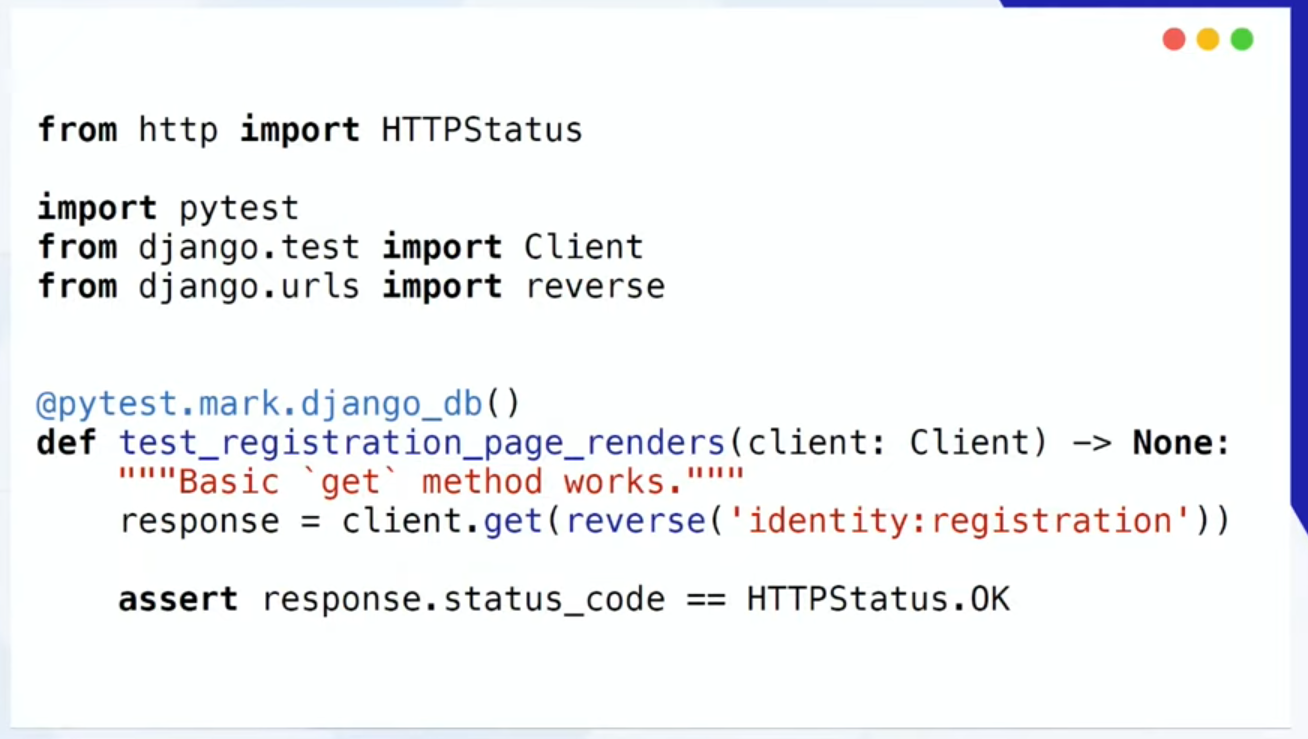 from http import HTTPStatus
import pytest
from django.test import Client
from django.urls import reverse
@pytest.mark.django_db()
def test_registration_page_renders(client: Client) -> None:
    """Basic `get` method works."""
    response = client.get(reverse('identity:registration'))
    assert response.status_code == HTTPStatus.OK